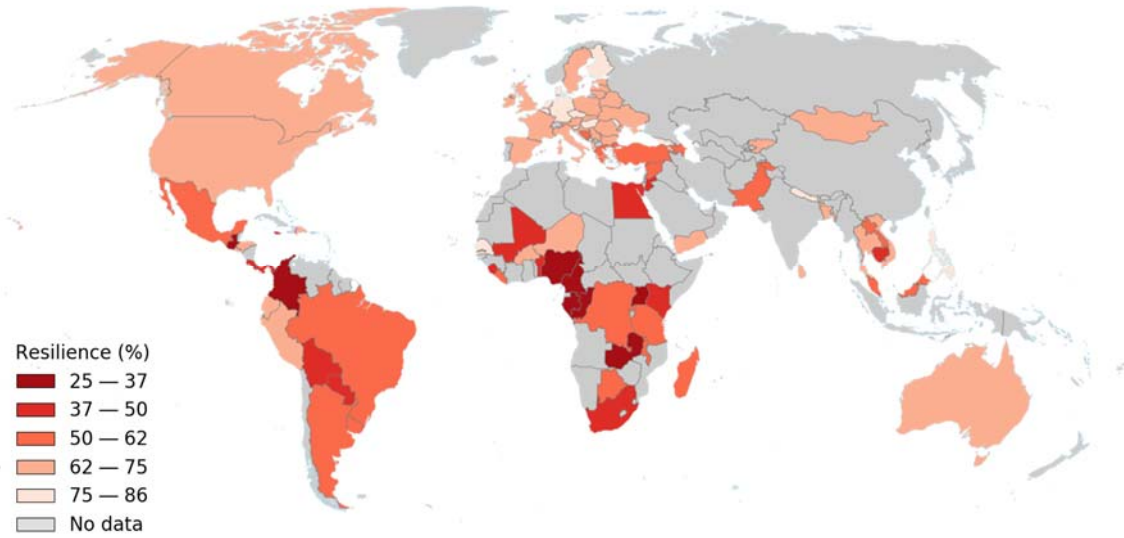 Resilience (%)
25 — 37
37 — 50
50 — 62
62 — 75
75 — 86
No data